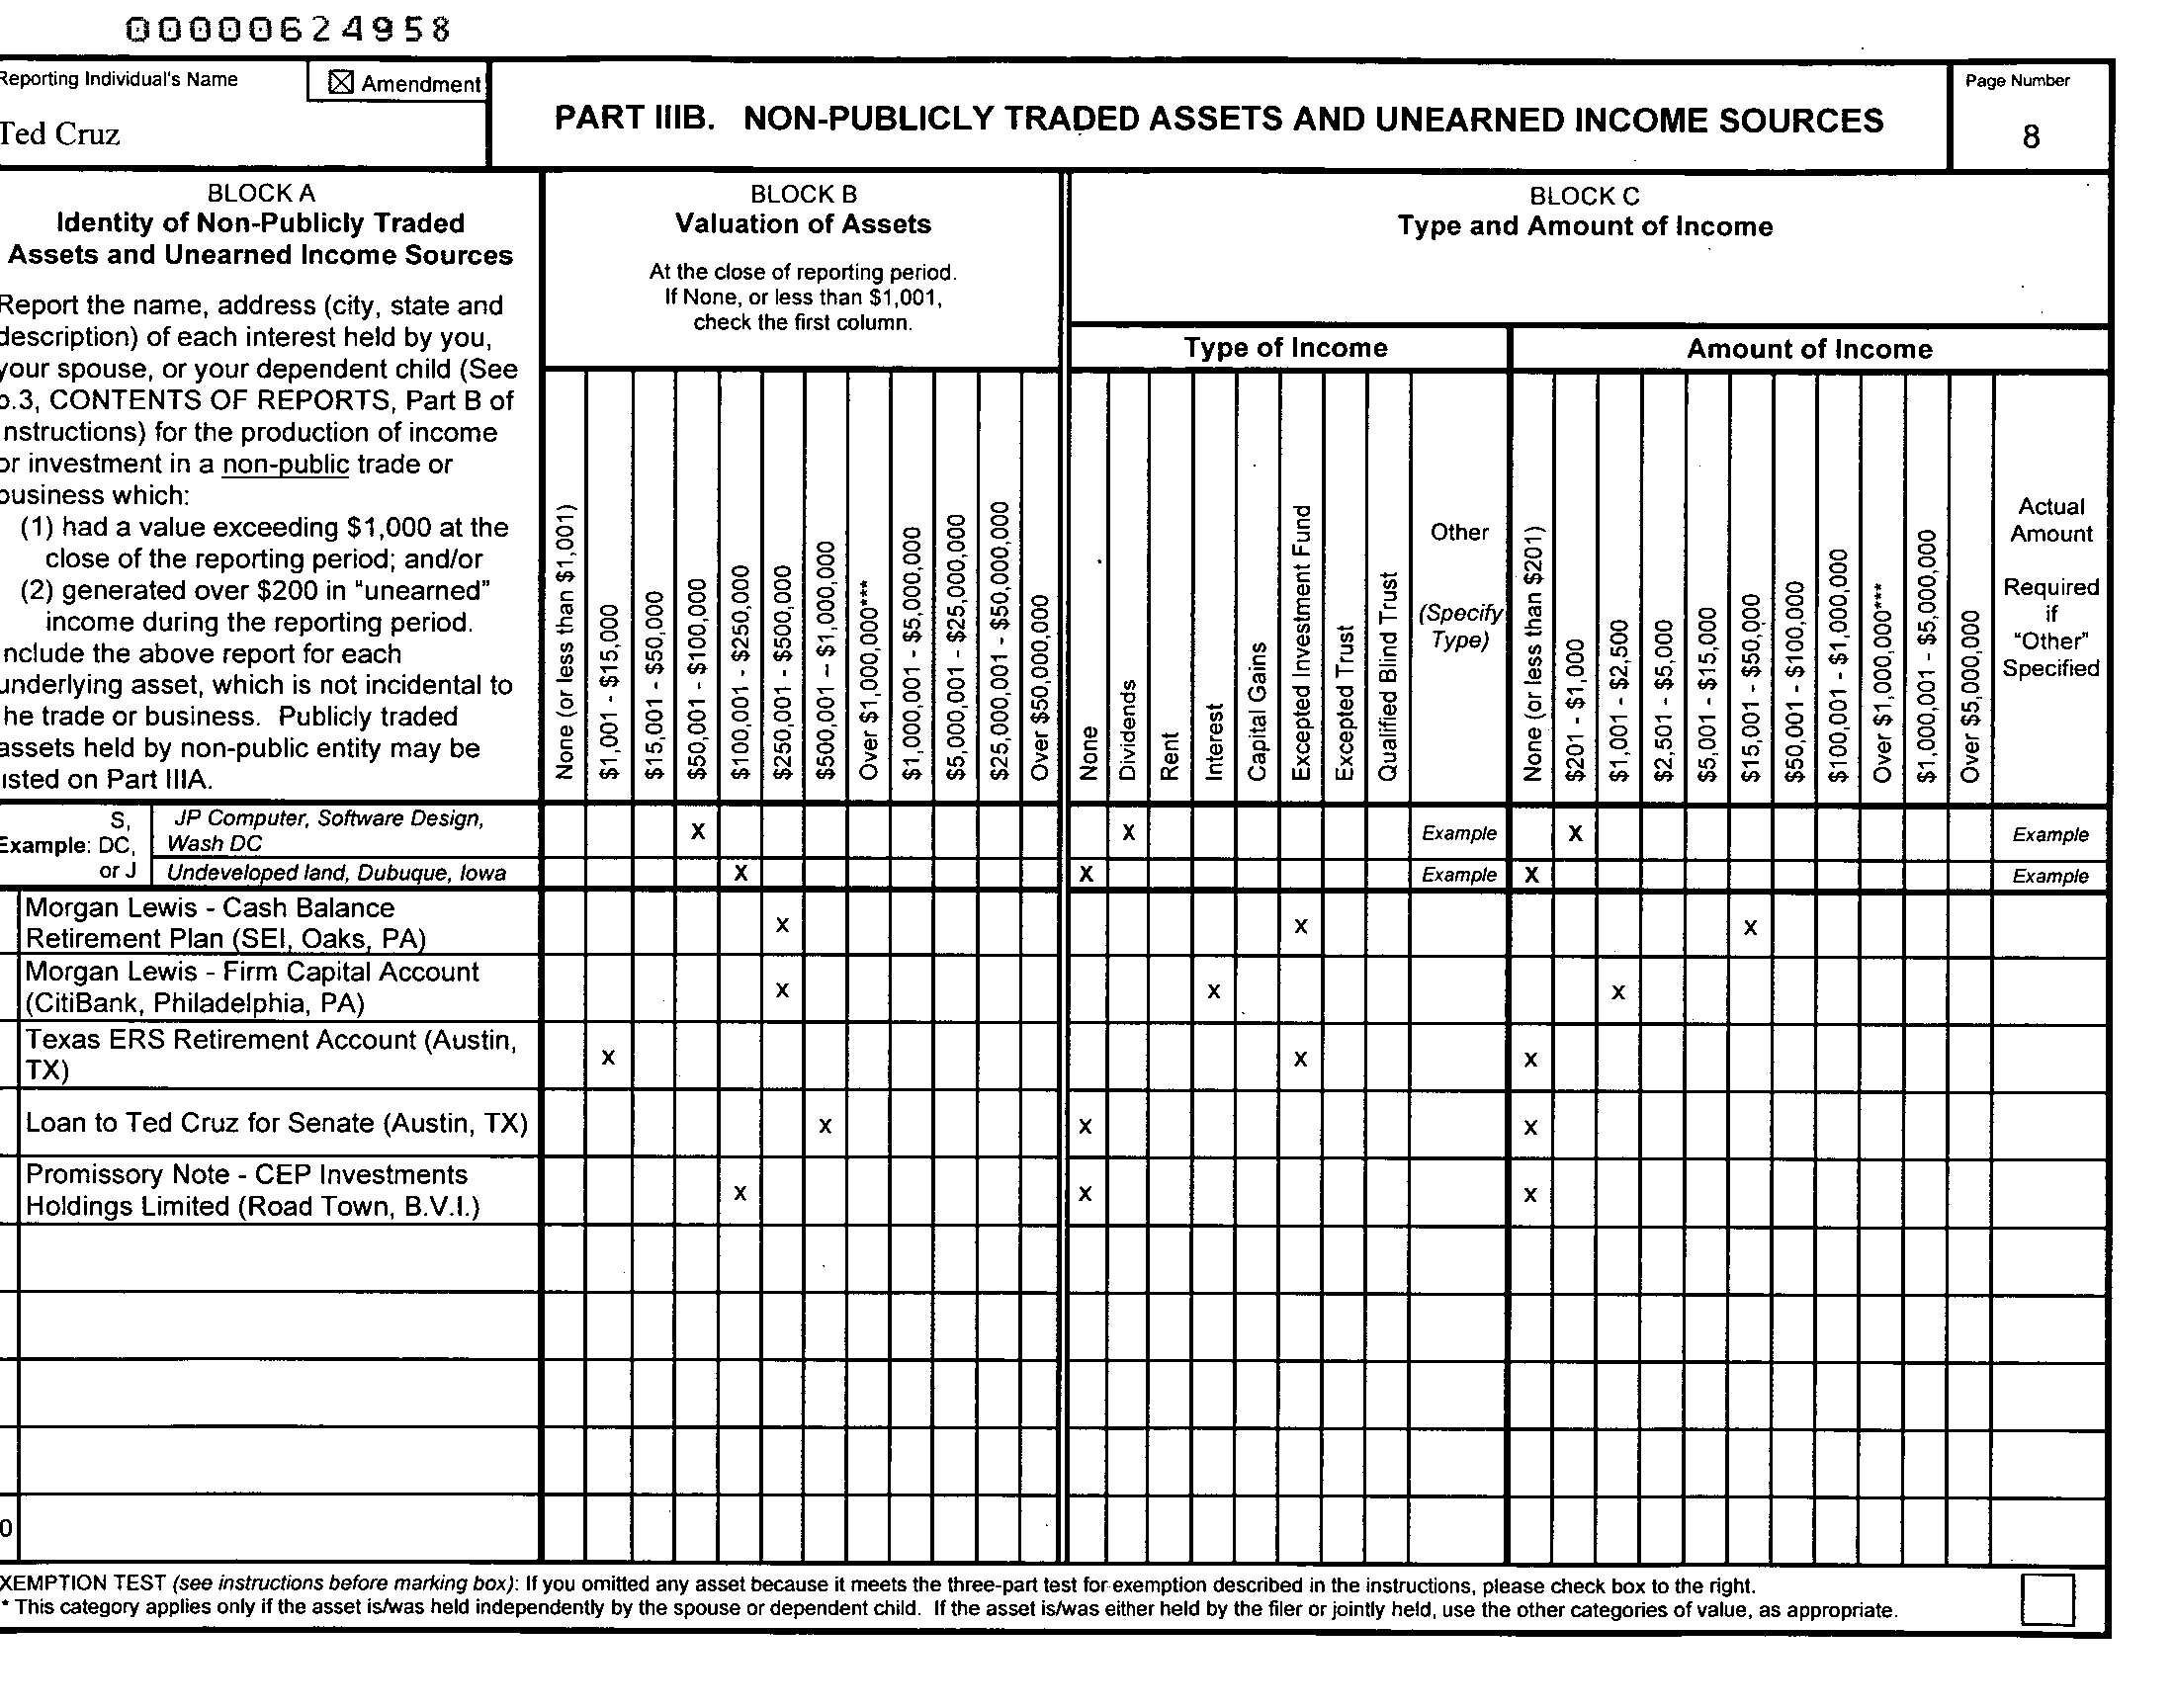 00000624958
Reporting Individual's Name
☒ Amendment
Ted Cruz
PART IIIB. NON-PUBLICLY TRADED ASSETS AND UNEARNED INCOME SOURCES
Page Number
8
BLOCK A
Identity of Non-Publicly Traded
Assets and Unearned Income Sources
Report the name, address (city, state and
description) of each interest held by you,
your spouse, or your dependent child (See
p.3, CONTENTS OF REPORTS, Part B of
nstructions) for the production of income
or investment in a non-public trade or
business which:
(1) had a value exceeding $1,000 at the
close of the reporting period; and/or
(2) generated over $200 in "unearned"
income during the reporting period.
nclude the above report for each
underlying asset, which is not incidental to
he trade or business. Publicly traded
assets held by non-public entity may be
isted on Part IIIA.
BLOCK B
Valuation of Assets
At the close of reporting period.
If None, or less than $1,001,
check the first column.
None (or less than $1,001)
$1,001 - $15,000
$15,001 - $50,000
$50,001 - $100,000
$100,001 - $250,000
$250,001 - $500,000
$500,001 – $1,000,000
Over $1,000,000***
$1,000,001 - $5,000,000
$5,000,001 - $25,000,000
$25,000,001 - $50,000,000
Over $50,000,000
BLOCK C
Type and Amount of Income
Type of Income
None
Dividends
Rent
Interest
Capital Gains
Excepted Investment Fund
Excepted Trust
Qualified Blind Trust
Other
(Specify
Type)
Amount of Income
None (or less than $201)
$201 - $1,000
$1,001 - $2,500
$2,501 - $5,000
$5,001 - $15,000
$15,001 - $50,000
$50,001 - $100,000
$100,001 - $1,000,000
Over $1,000,000***
$1,000,001 - $5,000,000
Over $5,000,000
Actual
Amount
Required
if
"Other"
Specified
Example: S, DC, or J
JP Computer, Software Design,
Wash DC
X X Example X Example
Undeveloped land, Dubuque, Iowa X X Example X Example
Morgan Lewis - Cash Balance
Retirement Plan (SEI, Oaks, PA)
X X X
Morgan Lewis - Firm Capital Account
(CitiBank, Philadelphia, PA)
X X X
Texas ERS Retirement Account (Austin,
TX)
X X X
Loan to Ted Cruz for Senate (Austin, TX) X X X
Promissory Note - CEP Investments
Holdings Limited (Road Town, B.V.I.)
X X X
0
XEMPTION TEST (see instructions before marking box): If you omitted any asset because it meets the three-part test for exemption described in the instructions, please check box to the right.
* This category applies only if the asset is/was held independently by the spouse or dependent child. If the asset is/was either held by the filer or jointly held, use the other categories of value, as appropriate.